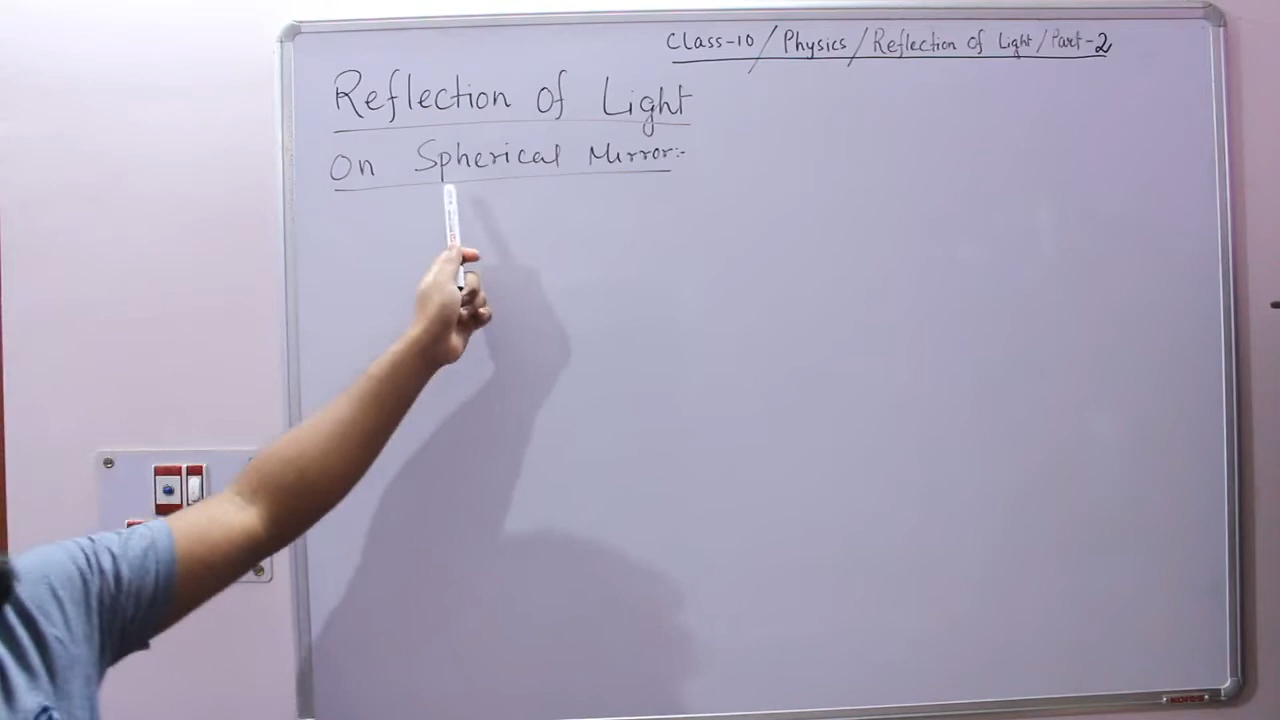 Class-10/Physics/Reflection of Light/Part-2
Reflection of Light
On Spherical Mirror:-